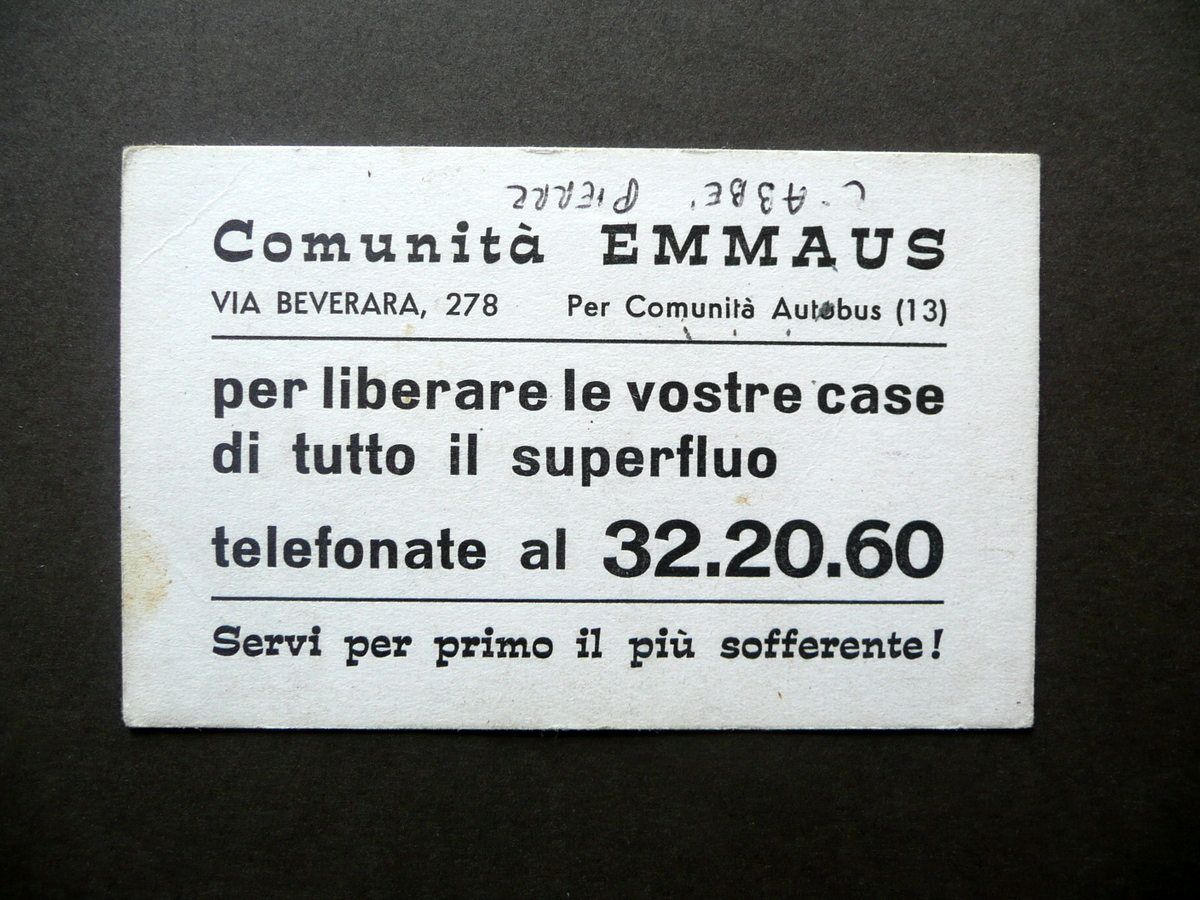 L'ABBÉ PIERRE
Comunità EMMAUS
VIA BEVERARA, 278 Per Comunità Autobus (13)
per liberare le vostre case
di tutto il superfluo
telefonate al 32.20.60
Servi per primo il più sofferente!